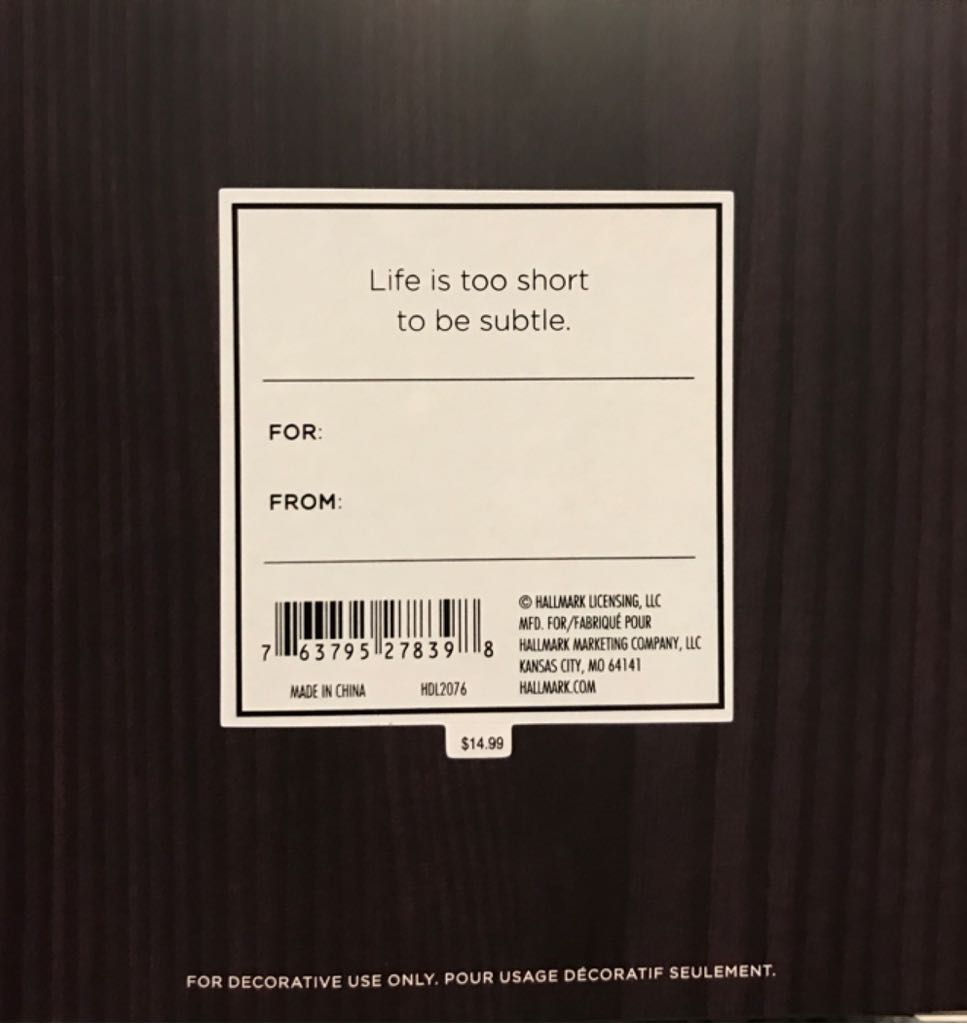 Life is too short
to be subtle.
FOR:
FROM:
7 63795 27839 8
MADE IN CHINA HDL2076
© HALLMARK LICENSING, LLC
MFD. FOR/FABRIQUÉ POUR
HALLMARK MARKETING COMPANY, LLC
KANSAS CITY, MO 64141
HALLMARK.COM
$14.99
FOR DECORATIVE USE ONLY. POUR USAGE DÉCORATIF SEULEMENT.